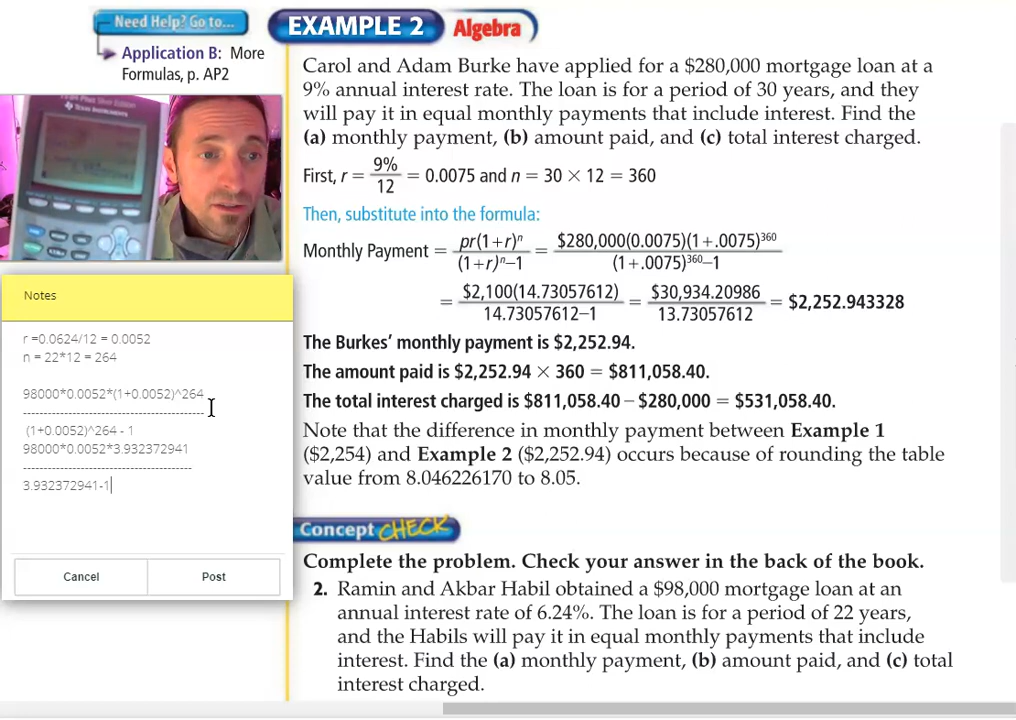 Need Help? Go to...
Application B: More
Formulas, p. AP2
EXAMPLE 2 Algebra
Carol and Adam Burke have applied for a $280,000 mortgage loan at a
9% annual interest rate. The loan is for a period of 30 years, and they
will pay it in equal monthly payments that include interest. Find the
(a) monthly payment, (b) amount paid, and (c) total interest charged.
First, r = 9%/12 = 0.0075 and n = 30 × 12 = 360
Then, substitute into the formula:
Monthly Payment = pr(1+r)^n/(1+r)^n–1 = $280,000(0.0075)(1+.0075)^360/(1+.0075)^360–1
= $2,100(14.73057612)/14.73057612–1 = $30,934.20986/13.73057612 = $2,252.943328
The Burkes' monthly payment is $2,252.94.
The amount paid is $2,252.94 × 360 = $811,058.40.
The total interest charged is $811,058.40 – $280,000 = $531,058.40.
Note that the difference in monthly payment between Example 1
($2,254) and Example 2 ($2,252.94) occurs because of rounding the table
value from 8.046226170 to 8.05.
Concept CHECK
Complete the problem. Check your answer in the back of the book.
2. Ramin and Akbar Habil obtained a $98,000 mortgage loan at an
annual interest rate of 6.24%. The loan is for a period of 22 years,
and the Habils will pay it in equal monthly payments that include
interest. Find the (a) monthly payment, (b) amount paid, and (c) total
interest charged.
Texas Instruments
Notes
r =0.0624/12 = 0.0052
n = 22*12 = 264
98000*0.0052*(1+0.0052)^264
--------------------------------------------
(1+0.0052)^264 - 1
98000*0.0052*3.932372941
-----------------------------------------
3.932372941-1
Cancel
Post